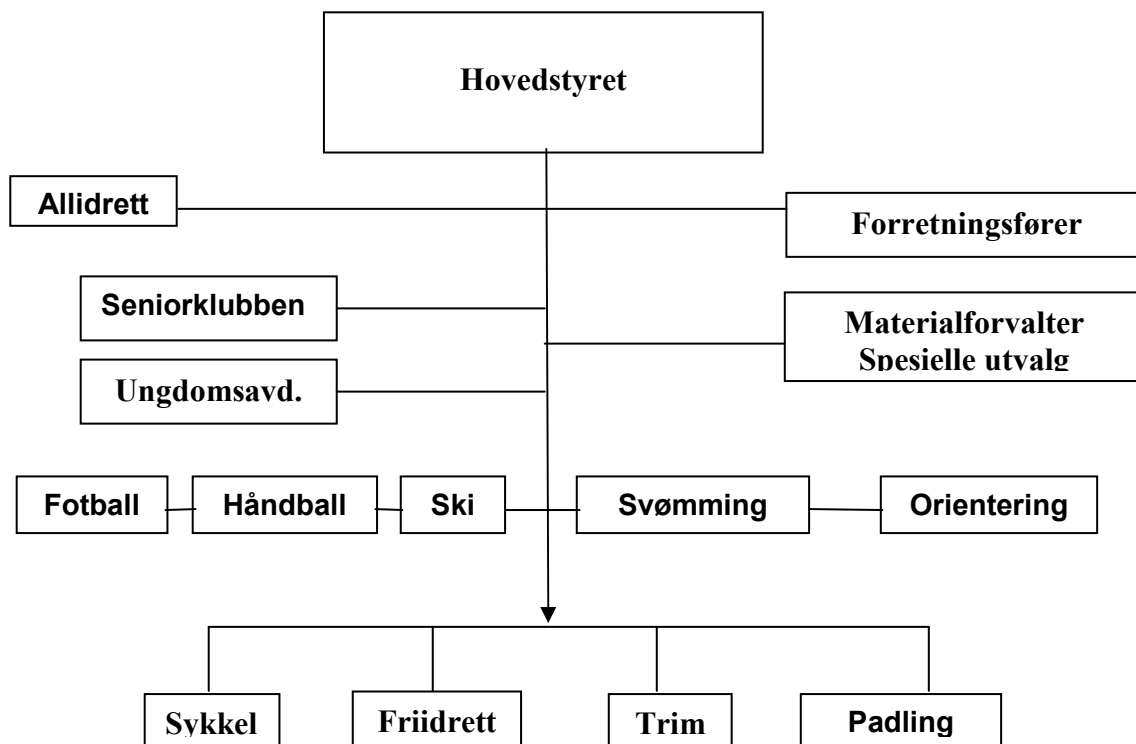 Hovedstyret
Allidrett
Forretningsfører
Seniorklubben
Materialforvalter
Spesielle utvalg
Ungdomsavd.
Fotball
Håndball
Ski
Svømming
Orientering
Sykkel
Friidrett
Trim
Padling